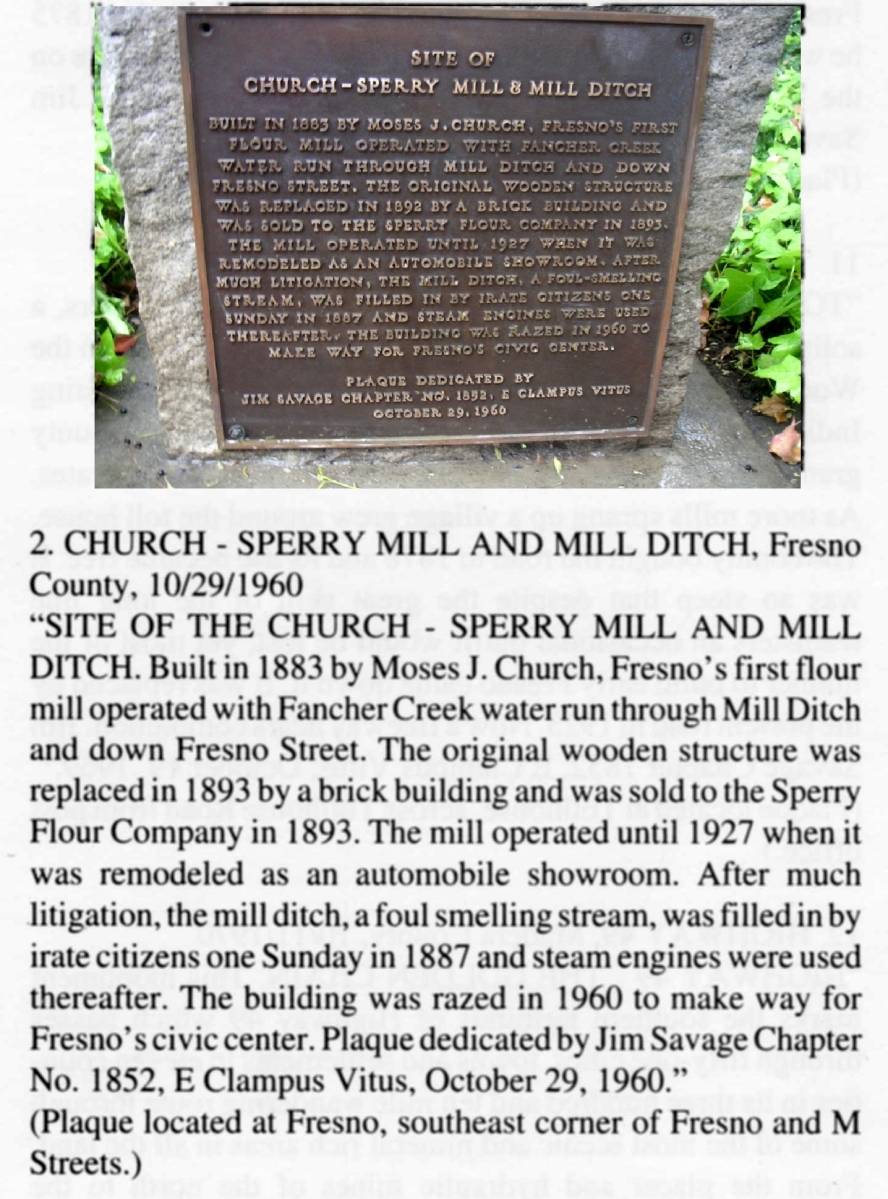 SITE OF
CHURCH-SPERRY MILL & MILL DITCH
BUILT IN 1883 BY MOSES J. CHURCH, FRESNO'S FIRST
FLOUR MILL OPERATED WITH FANCHER CREEK
WATER RUN THROUGH MILL DITCH AND DOWN
FRESNO STREET. THE ORIGINAL WOODEN STRUCTURE
WAS REPLACED IN 1892 BY A BRICK BUILDING AND
WAS SOLD TO THE SPERRY FLOUR COMPANY IN 1893.
THE MILL OPERATED UNTIL 1927 WHEN IT WAS
REMODELED AS AN AUTOMOBILE SHOWROOM. AFTER
MUCH LITIGATION, THE MILL DITCH, A FOUL-SMELLING
STREAM, WAS FILLED IN BY IRATE CITIZENS ONE
SUNDAY IN 1887 AND STEAM ENGINES WERE USED
THEREAFTER. THE BUILDING WAS RAZED IN 1960 TO
MAKE WAY FOR FRESNO'S CIVIC CENTER.
PLAQUE DEDICATED BY
JIM SAVAGE CHAPTER NO. 1852, E CLAMPUS VITUS
OCTOBER 29, 1960
2. CHURCH - SPERRY MILL AND MILL DITCH, Fresno
County, 10/29/1960
“SITE OF THE CHURCH - SPERRY MILL AND MILL
DITCH. Built in 1883 by Moses J. Church, Fresno’s first flour
mill operated with Fancher Creek water run through Mill Ditch
and down Fresno Street. The original wooden structure was
replaced in 1893 by a brick building and was sold to the Sperry
Flour Company in 1893. The mill operated until 1927 when it
was remodeled as an automobile showroom. After much
litigation, the mill ditch, a foul smelling stream, was filled in by
irate citizens one Sunday in 1887 and steam engines were used
thereafter. The building was razed in 1960 to make way for
Fresno’s civic center. Plaque dedicated by Jim Savage Chapter
No. 1852, E Clampus Vitus, October 29, 1960.”
(Plaque located at Fresno, southeast corner of Fresno and M
Streets.)